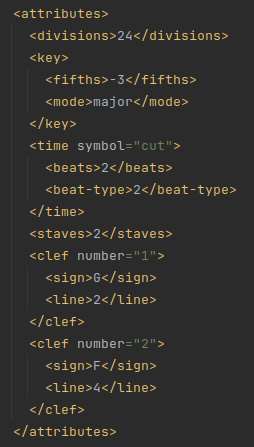 <attributes>
<divisions>24</divisions>
<key>
<fifths>-3</fifths>
<mode>major</mode>
</key>
<time symbol="cut">
<beats>2</beats>
<beat-type>2</beat-type>
</time>
<staves>2</staves>
<clef number="1">
<sign>G</sign>
<line>2</line>
</clef>
<clef number="2">
<sign>F</sign>
<line>4</line>
</clef>
</attributes>